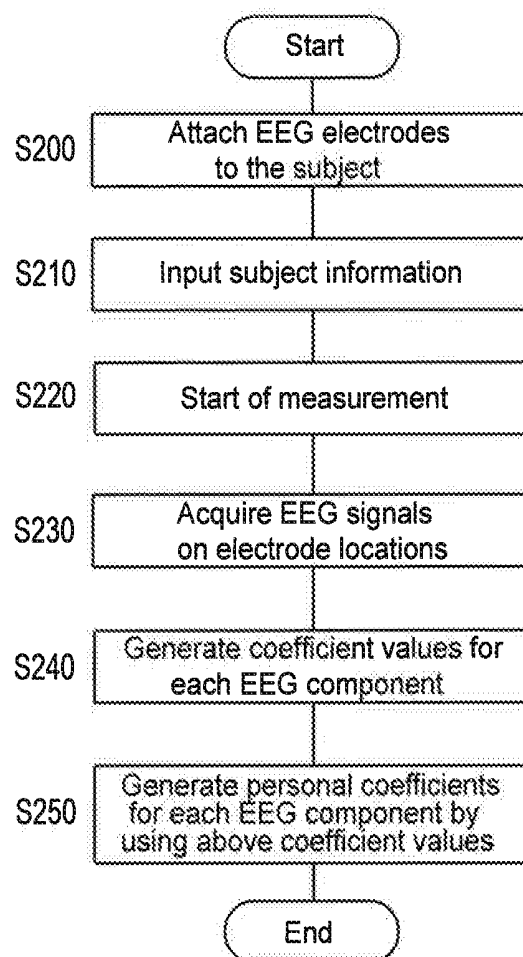 Start
S200
Attach EEG electrodes
to the subject
S210
Input subject information
S220
Start of measurement
S230
Acquire EEG signals
on electrode locations
S240
Generate coefficient values for
each EEG component
S250
Generate personal coefficients
for each EEG component by
using above coefficient values
End